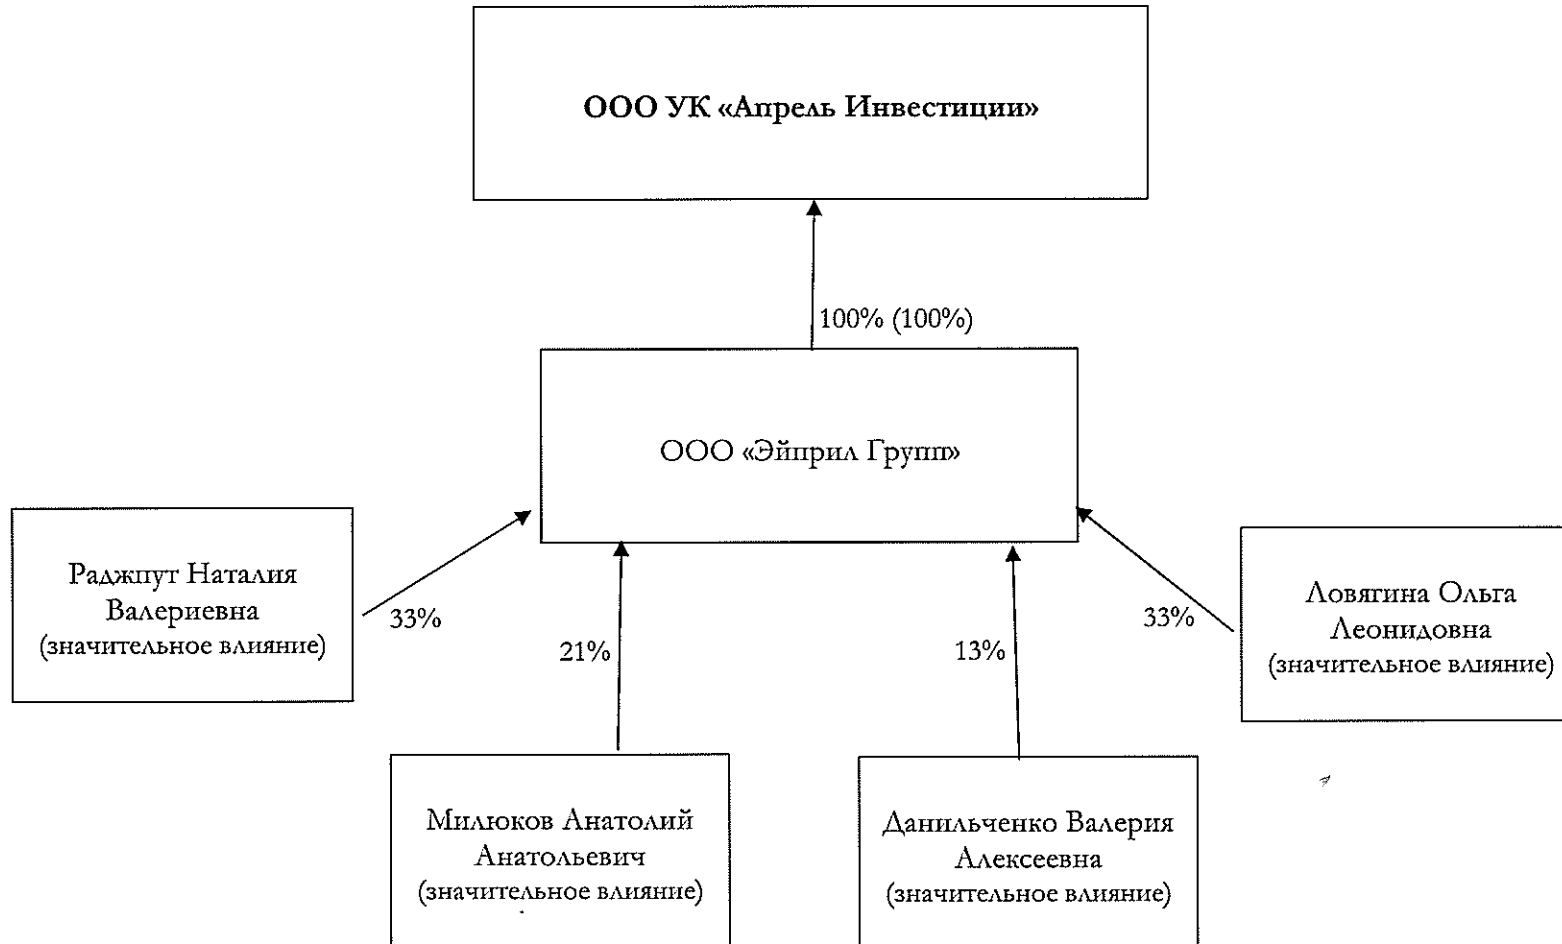 ООО УК «Апрель Инвестиции»
100% (100%)
ООО «Эйприл Групп»
Раджпут Наталия
Валериевна
(значительное влияние)
33%
21%
13%
33%
Ловягина Ольга
Леонидовна
(значительное влияние)
Милюков Анатолий
Анатольевич
(значительное влияние)
Данильченко Валерия
Алексеевна
(значительное влияние)